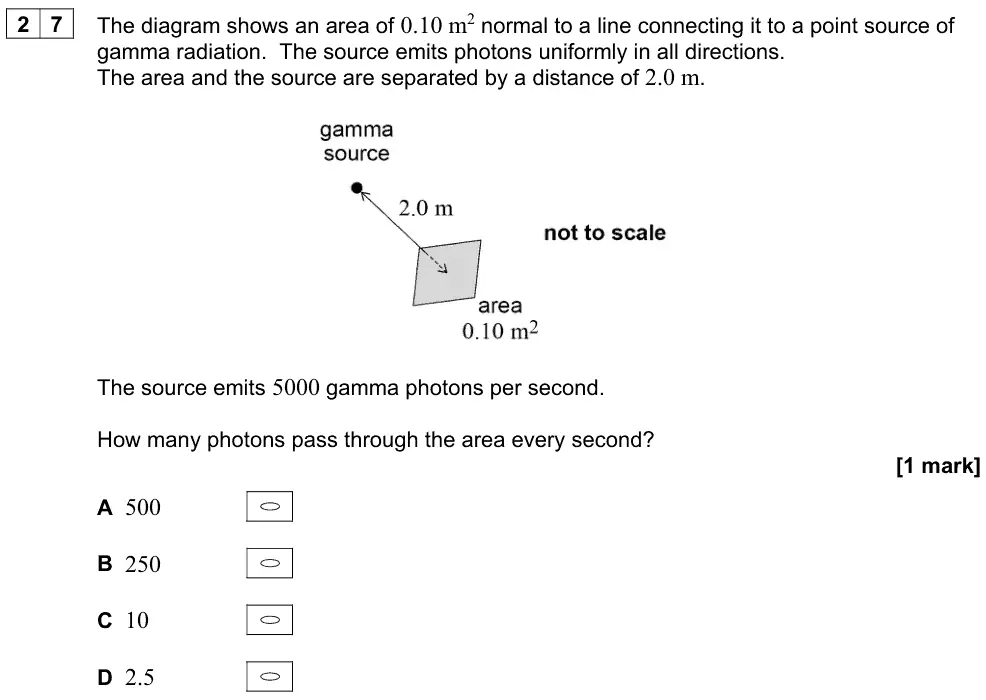 2 7 The diagram shows an area of 0.10 m² normal to a line connecting it to a point source of
gamma radiation. The source emits photons uniformly in all directions.
The area and the source are separated by a distance of 2.0 m.
gamma
source
2.0 m
not to scale
area
0.10 m²
The source emits 5000 gamma photons per second.
How many photons pass through the area every second?
[1 mark]
A 500
B 250
C 10
D 2.5